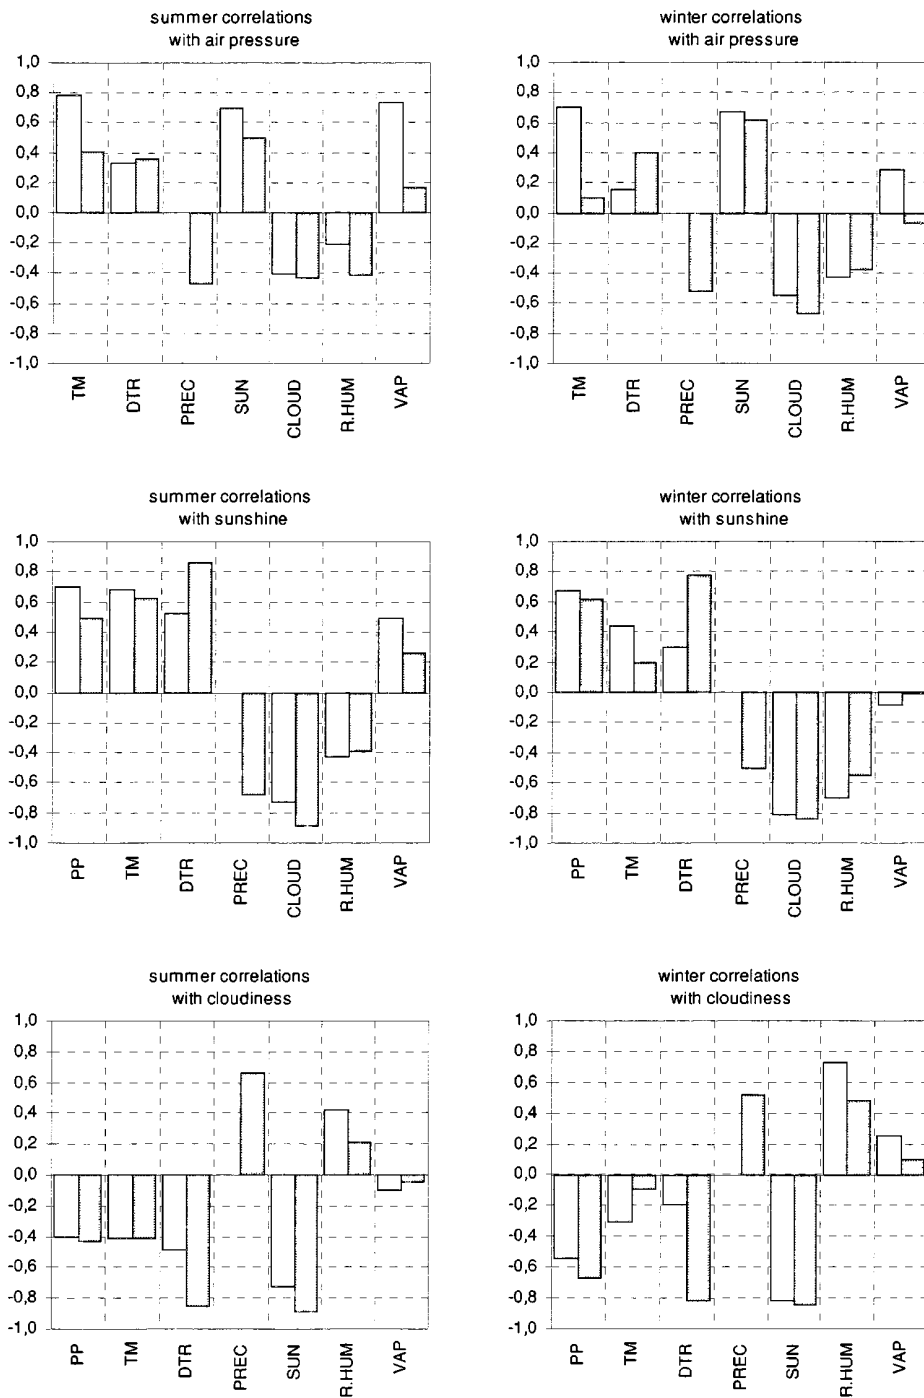 summer correlations
with air pressure
1,0
0,8
0,6
0,4
0,2
0,0
-0,2
-0,4
-0,6
-0,8
-1,0
TM
DTR
PREC
SUN
CLOUD
R.HUM
VAP
winter correlations
with air pressure
1,0
0,8
0,6
0,4
0,2
0,0
-0,2
-0,4
-0,6
-0,8
-1,0
TM
DTR
PREC
SUN
CLOUD
R.HUM
VAP
summer correlations
with sunshine
1,0
0,8
0,6
0,4
0,2
0,0
-0,2
-0,4
-0,6
-0,8
-1,0
PP
TM
DTR
PREC
CLOUD
R.HUM
VAP
winter correlations
with sunshine
1,0
0,8
0,6
0,4
0,2
0,0
-0,2
-0,4
-0,6
-0,8
-1,0
PP
TM
DTR
PREC
CLOUD
R.HUM
VAP
summer correlations
with cloudiness
1,0
0,8
0,6
0,4
0,2
0,0
-0,2
-0,4
-0,6
-0,8
-1,0
PP
TM
DTR
PREC
SUN
R.HUM
VAP
winter correlations
with cloudiness
1,0
0,8
0,6
0,4
0,2
0,0
-0,2
-0,4
-0,6
-0,8
-1,0
PP
TM
DTR
PREC
SUN
R.HUM
VAP